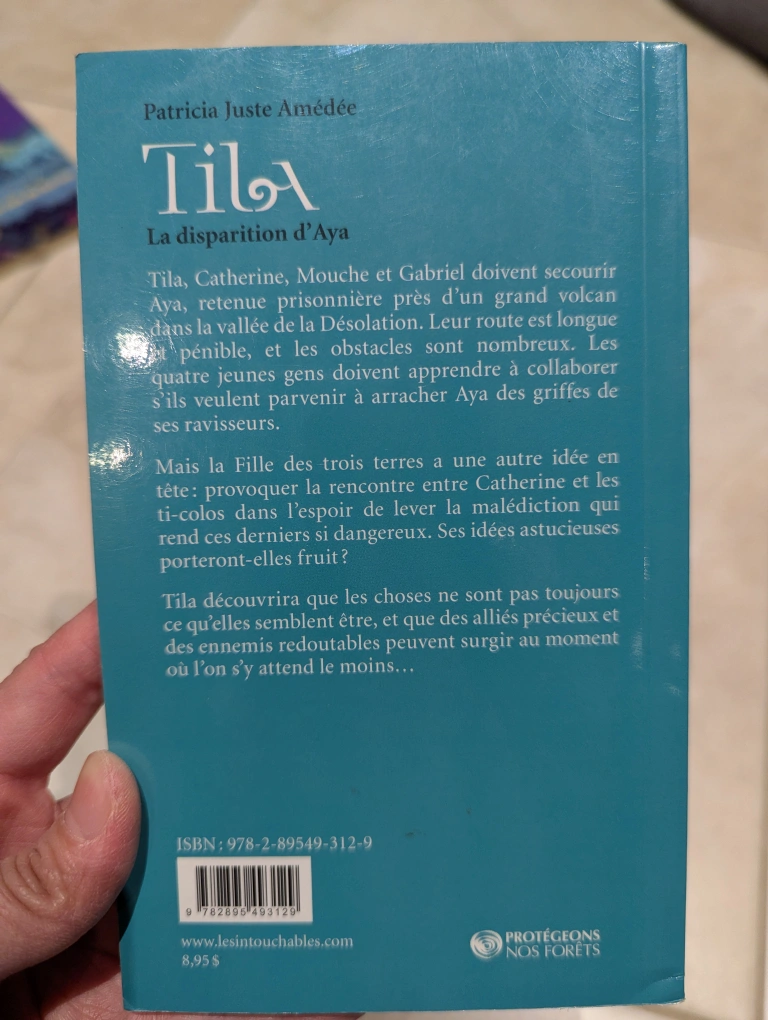 Patricia Juste Amédée
Tila
La disparition d'Aya
Tila, Catherine, Mouche et Gabriel doivent secourir
Aya, retenue prisonnière près d'un grand volcan
dans la vallée de la Désolation. Leur route est longue
et pénible, et les obstacles sont nombreux. Les
quatre jeunes gens doivent apprendre à collaborer
s'ils veulent parvenir à arracher Aya des griffes de
ses ravisseurs.
Mais la Fille des trois terres a une autre idée en
tête : provoquer la rencontre entre Catherine et les
ti-colos dans l'espoir de lever la malédiction qui
rend ces derniers si dangereux. Ses idées astucieuses
porteront-elles fruit ?
Tila découvrira que les choses ne sont pas toujours
ce qu'elles semblent être, et que des alliés précieux et
des ennemis redoutables peuvent surgir au moment
où l'on s'y attend le moins…
ISBN : 978-2-89549-312-9
9 782895 493129
www.lesintouchables.com
8,95 $
PROTÉGEONS
NOS FORÊTS